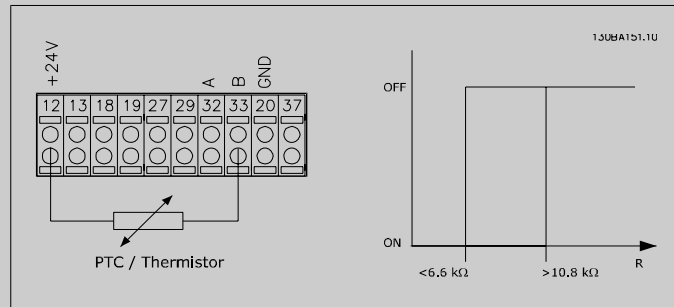 130BA151.10
+24V
A
B
GND
12 13 18 19 27 29 32 33 20 37
PTC / Thermistor
OFF
ON
<6.6 kΩ
>10.8 kΩ
R